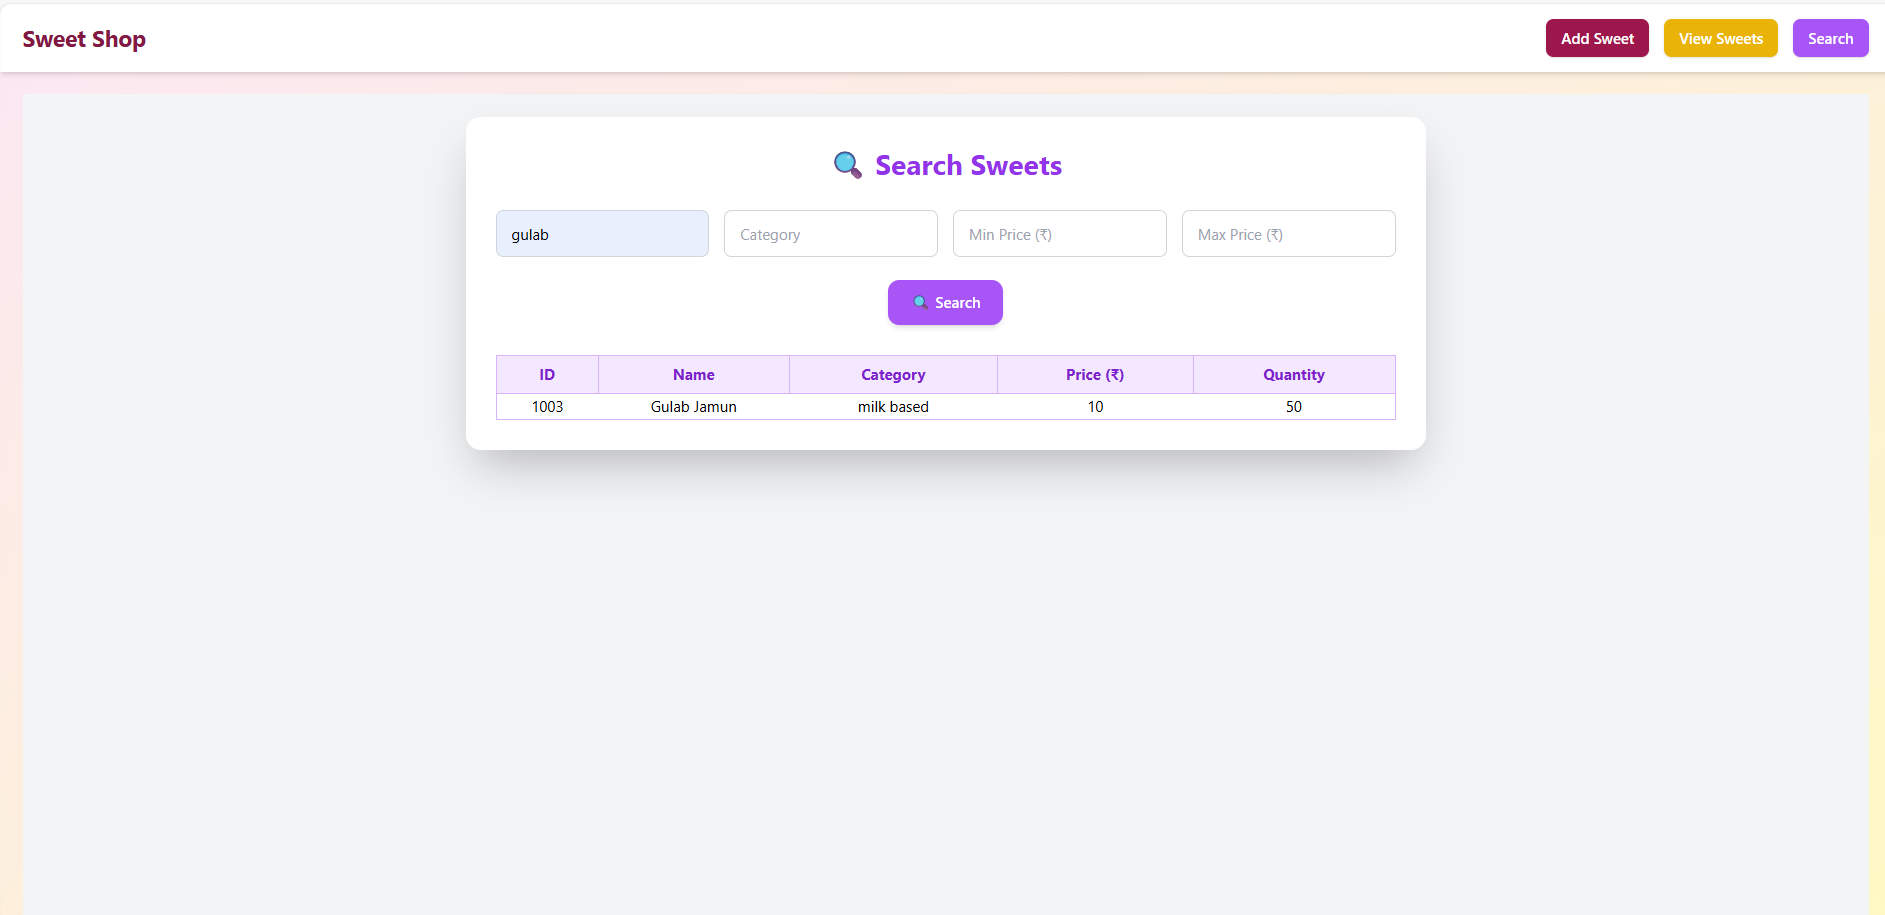 Sweet Shop
Add Sweet View Sweets Search
🔍 Search Sweets
gulab Category Min Price (₹) Max Price (₹)
🔍 Search
ID Name Category Price (₹) Quantity
1003 Gulab Jamun milk based 10 50